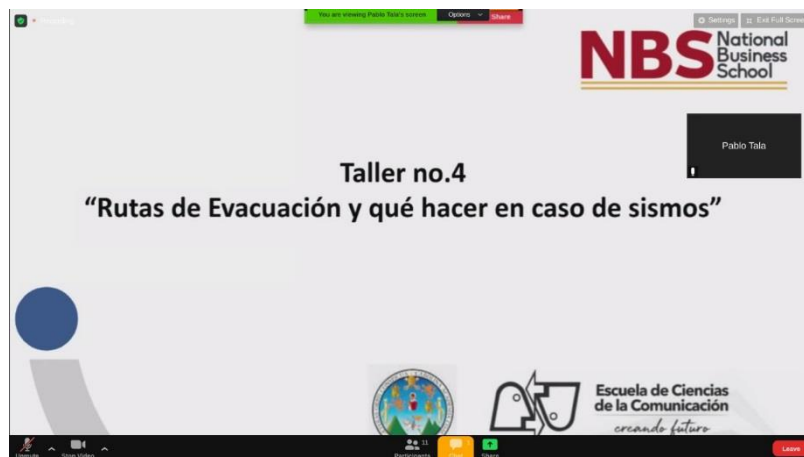 You are viewing Pablo Tala's screen
Options
Share
Settings
Exit Full Screen
NBS National
Business
School
Pablo Tala
Taller no.4
“Rutas de Evacuación y qué hacer en caso de sismos”
Escuela de Ciencias
de la Comunicación
creando futuro
Unmute
Stop Video
11
Participants
Chat
Share
Leave